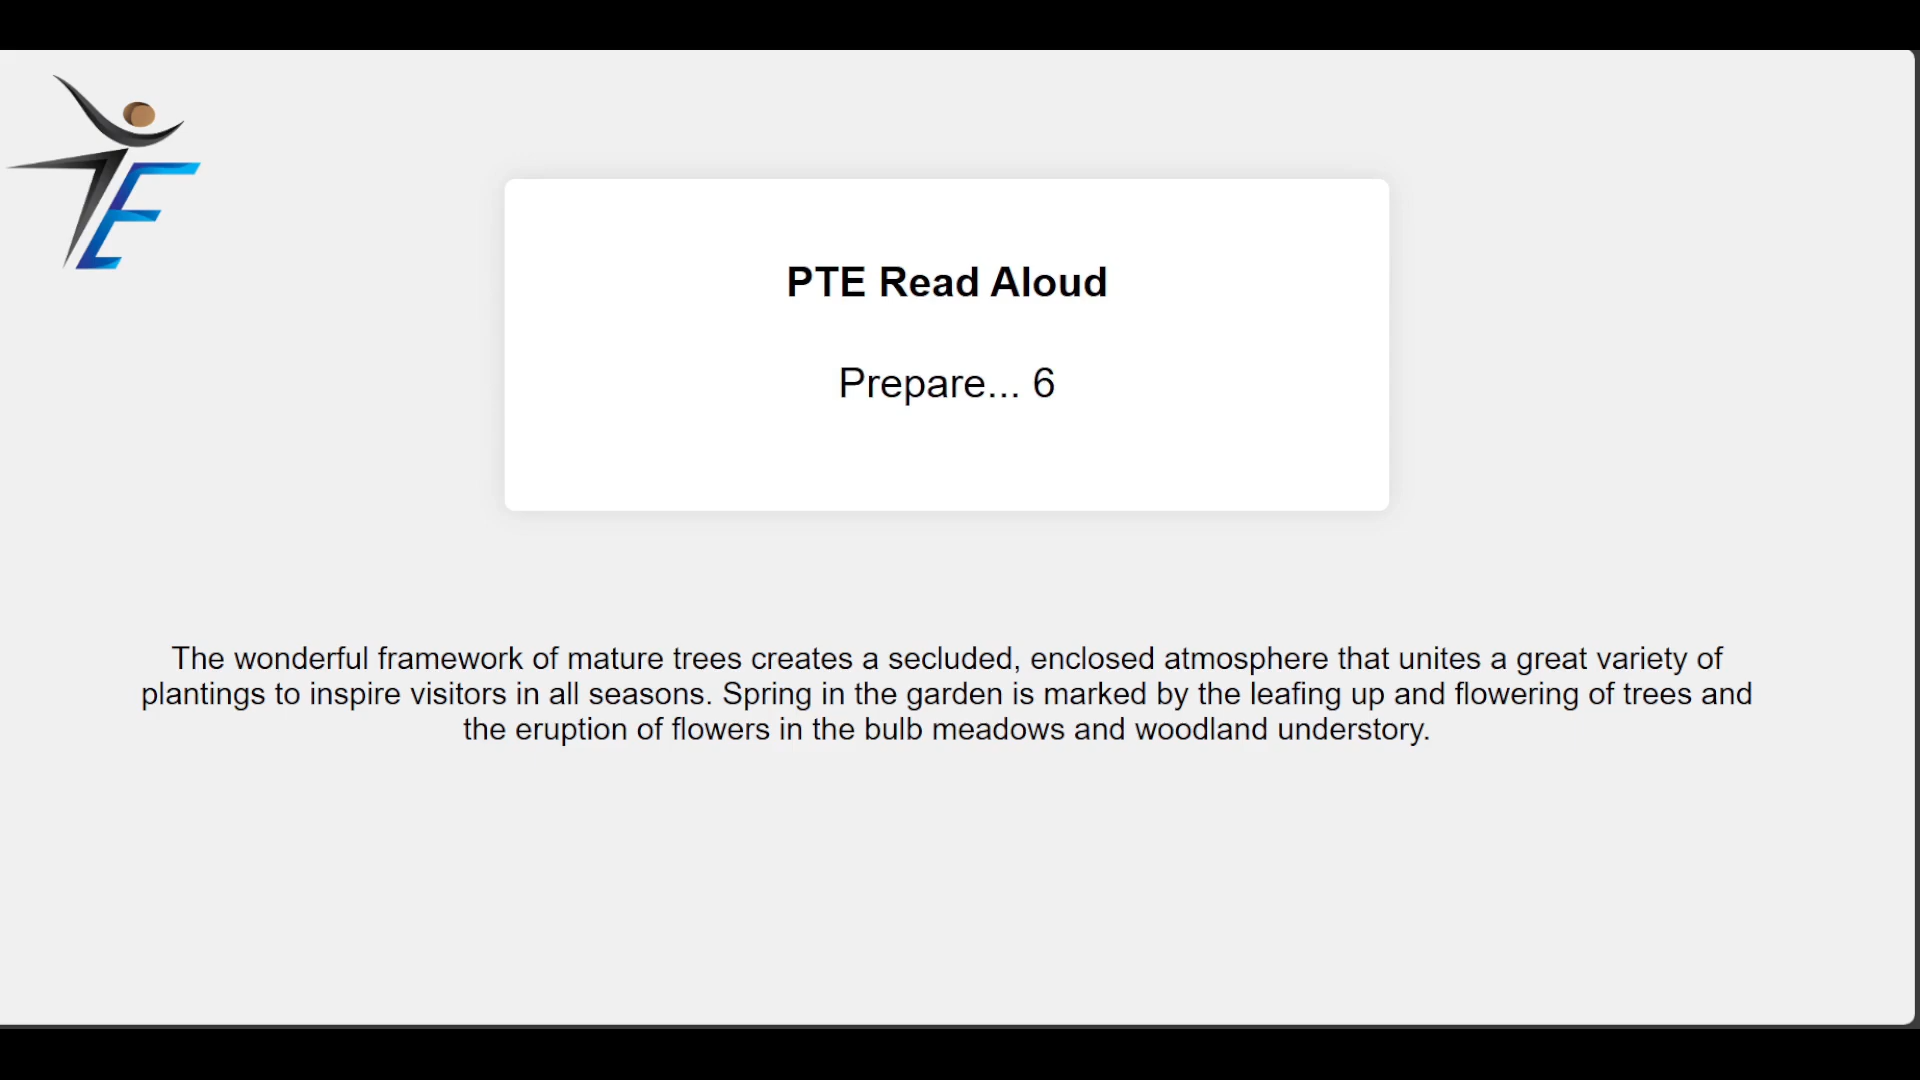 PTE Read Aloud
Prepare... 6
The wonderful framework of mature trees creates a secluded, enclosed atmosphere that unites a great variety of
plantings to inspire visitors in all seasons. Spring in the garden is marked by the leafing up and flowering of trees and
the eruption of flowers in the bulb meadows and woodland understory.